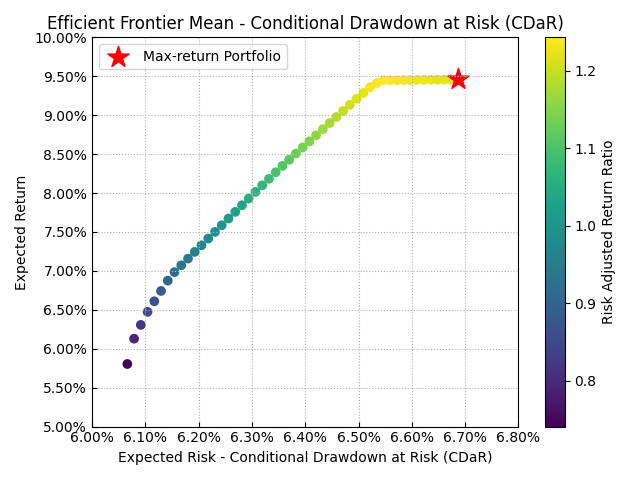 Efficient Frontier Mean - Conditional Drawdown at Risk (CDaR)
Max-return Portfolio
Expected Return
10.00%
9.50%
9.00%
8.50%
8.00%
7.50%
7.00%
6.50%
6.00%
5.50%
5.00%
6.00% 6.10% 6.20% 6.30% 6.40% 6.50% 6.60% 6.70% 6.80%
Expected Risk - Conditional Drawdown at Risk (CDaR)
1.2
1.1
1.0
0.9
0.8
Risk Adjusted Return Ratio